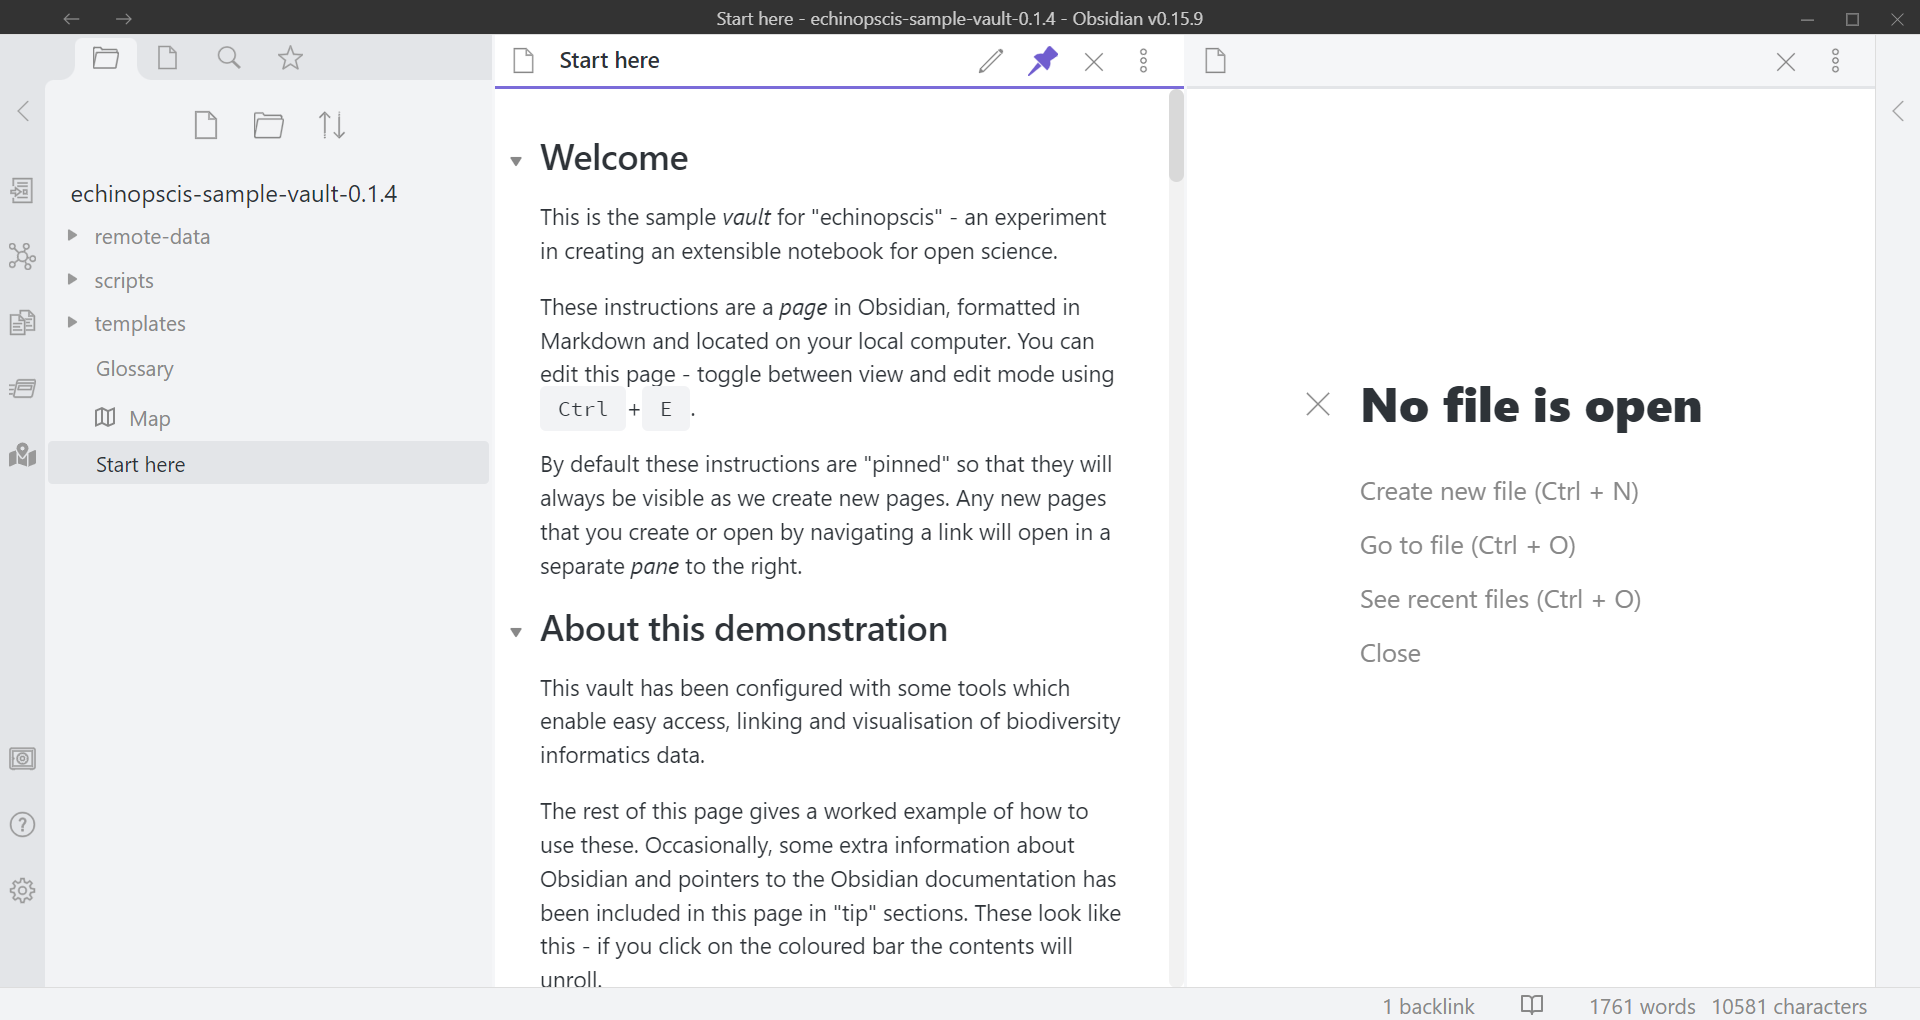 Start here - echinopscis-sample-vault-0.1.4 - Obsidian v0.15.9
echinopscis-sample-vault-0.1.4
remote-data
scripts
templates
Glossary
Map
Start here
Start here
Welcome
This is the sample vault for "echinopscis" - an experiment
in creating an extensible notebook for open science.
These instructions are a page in Obsidian, formatted in
Markdown and located on your local computer. You can
edit this page - toggle between view and edit mode using
Ctrl + E .
By default these instructions are "pinned" so that they will
always be visible as we create new pages. Any new pages
that you create or open by navigating a link will open in a
separate pane to the right.
About this demonstration
This vault has been configured with some tools which
enable easy access, linking and visualisation of biodiversity
informatics data.
The rest of this page gives a worked example of how to
use these. Occasionally, some extra information about
Obsidian and pointers to the Obsidian documentation has
been included in this page in "tip" sections. These look like
this - if you click on the coloured bar the contents will
unroll.
No file is open
Create new file (Ctrl + N)
Go to file (Ctrl + O)
See recent files (Ctrl + O)
Close
1 backlink
1761 words
10581 characters